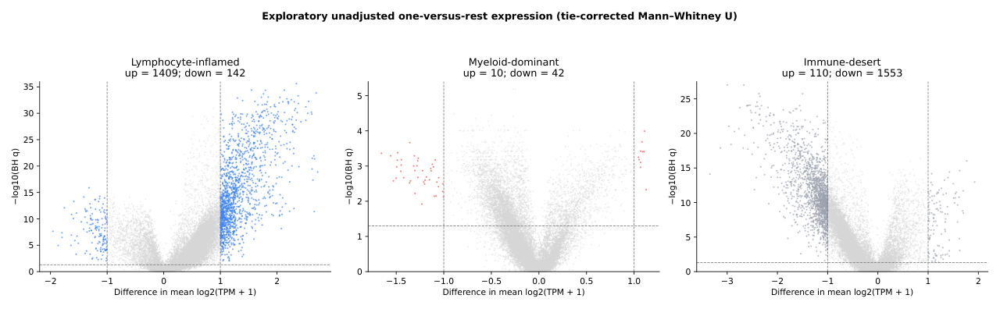 Exploratory unadjusted one-versus-rest expression (tie-corrected Mann–Whitney U)
Lymphocyte-inflamed
up = 1409; down = 142
35
30
25
20
15
10
5
0
−log10(BH q)
−2
−1
0
1
2
Difference in mean log2(TPM + 1)
Myeloid-dominant
up = 10; down = 42
5
4
3
2
1
0
−log10(BH q)
−1.5
−1.0
−0.5
0.0
0.5
1.0
Difference in mean log2(TPM + 1)
Immune-desert
up = 110; down = 1553
25
20
15
10
5
0
−log10(BH q)
−3
−2
−1
0
1
2
Difference in mean log2(TPM + 1)